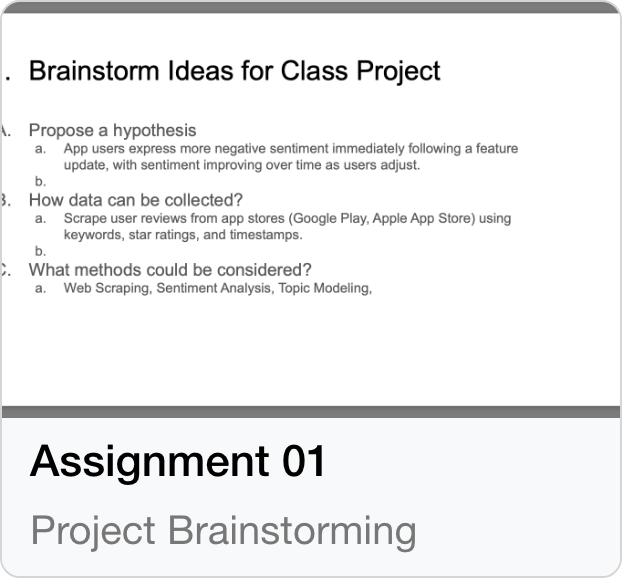 . Brainstorm Ideas for Class Project
A. Propose a hypothesis
a. App users express more negative sentiment immediately following a feature
update, with sentiment improving over time as users adjust.
b.
B. How data can be collected?
a. Scrape user reviews from app stores (Google Play, Apple App Store) using
keywords, star ratings, and timestamps.
b.
C. What methods could be considered?
a. Web Scraping, Sentiment Analysis, Topic Modeling,
Assignment 01
Project Brainstorming